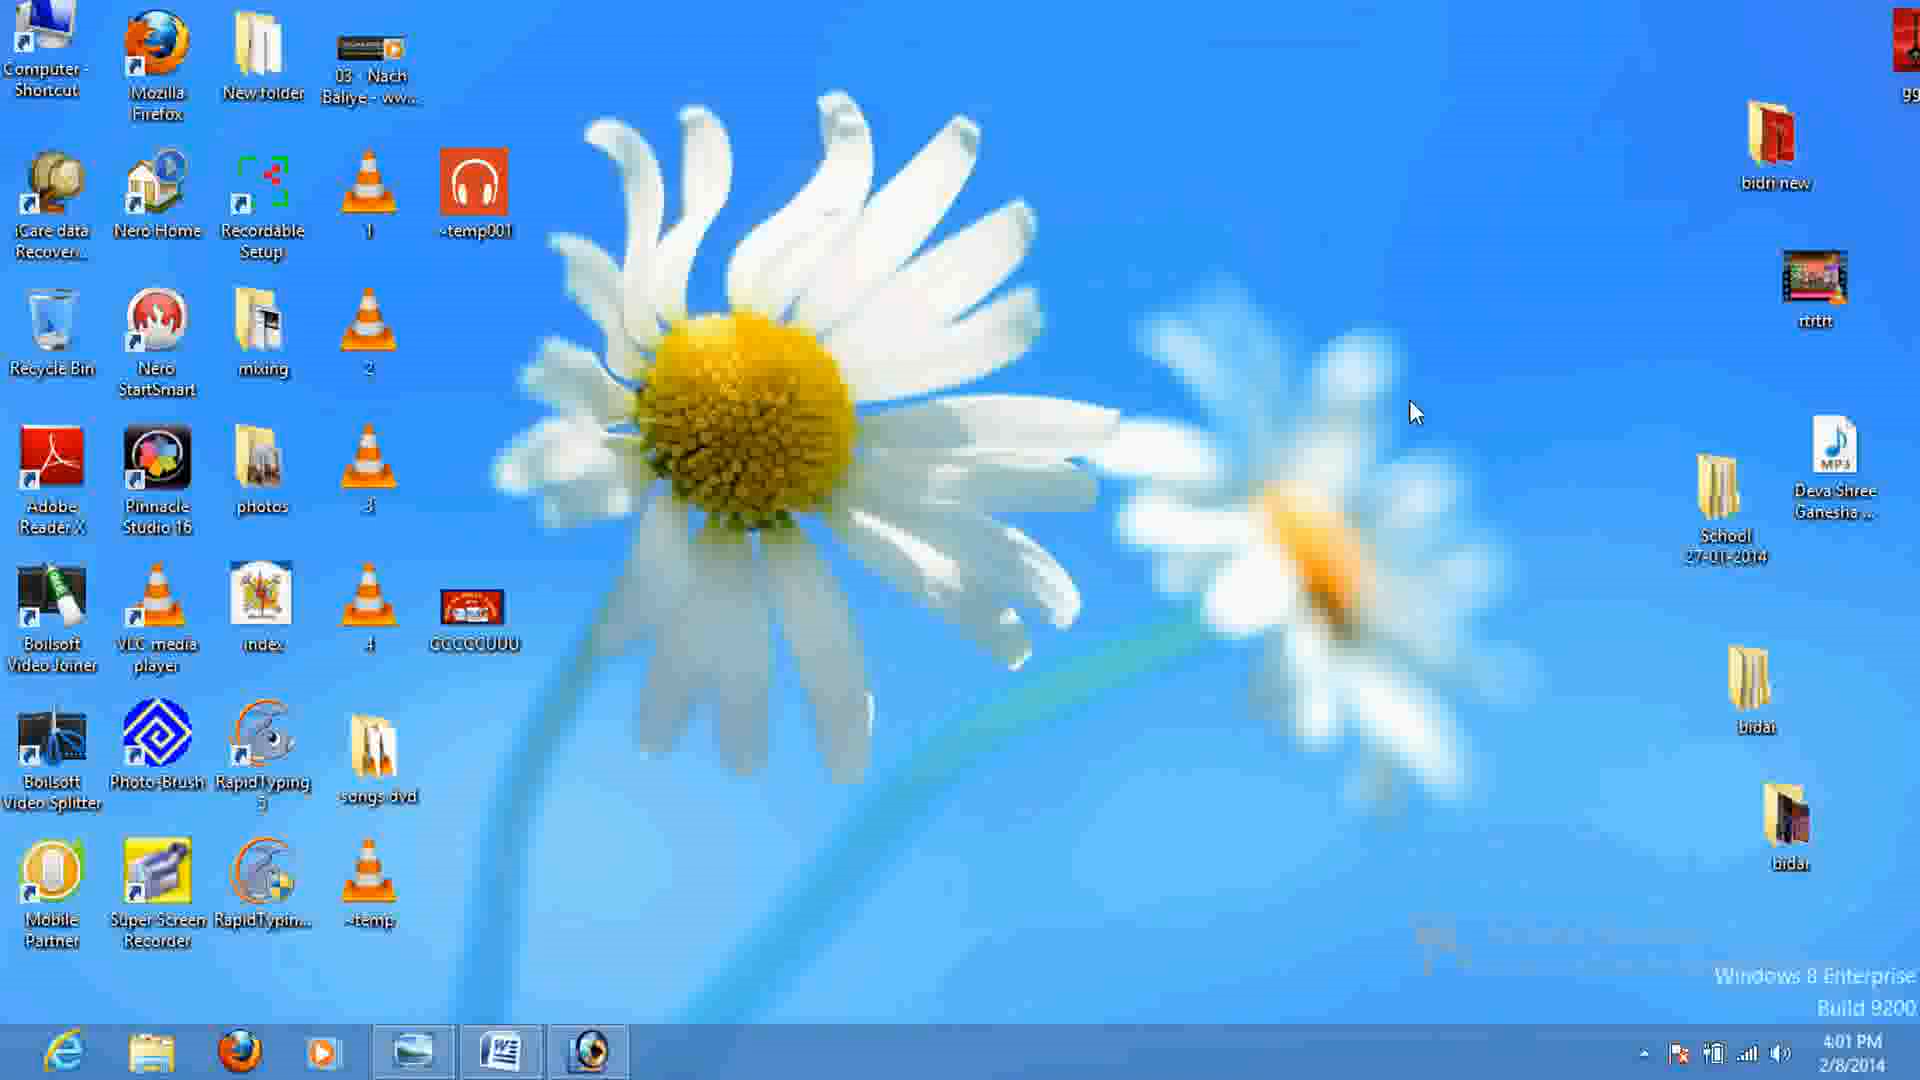 Computer -
Shortcut
Mozilla
Firefox
New folder
03 - Nach
Baliye - ww...
gg
bidri new
iCare data
Recover...
Nero Home
Recordable
Setup
1
~temp001
Recycle Bin
Nero
StartSmart
mixing
2
rtrtrt
Adobe
Reader X
Pinnacle
Studio 16
photos
3
MP3
Deva Shree
Ganesha ...
School
27-01-2014
Boilsoft
Video Joiner
VLC media
player
index
4
CCCCCUUU
bidar
Boilsoft
Video Splitter
Photo-Brush
RapidTyping
5
songs dvd
bidar
Mobile
Partner
Super Screen
Recorder
RapidTypin...
~temp
Windows 8 Enterprise
Build 9200
4:01 PM
2/8/2014